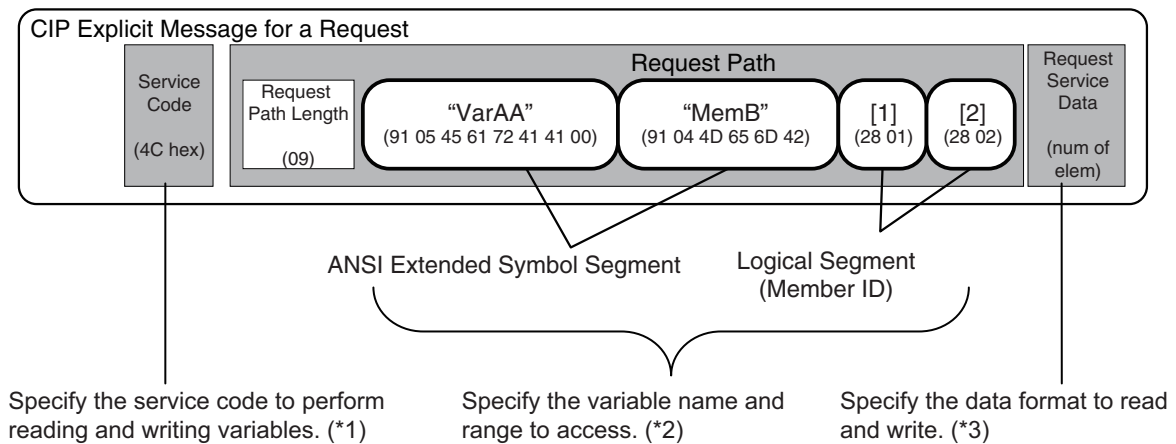 CIP Explicit Message for a Request
Service
Code
(4C hex)
Request Path
Request
Path Length
(09)
“VarAA”
(91 05 45 61 72 41 41 00)
“MemB”
(91 04 4D 65 6D 42)
[1]
(28 01)
[2]
(28 02)
Request
Service
Data
(num of
elem)
ANSI Extended Symbol Segment
Logical Segment
(Member ID)
Specify the service code to perform
reading and writing variables. (*1)
Specify the variable name and
range to access. (*2)
Specify the data format to read
and write. (*3)